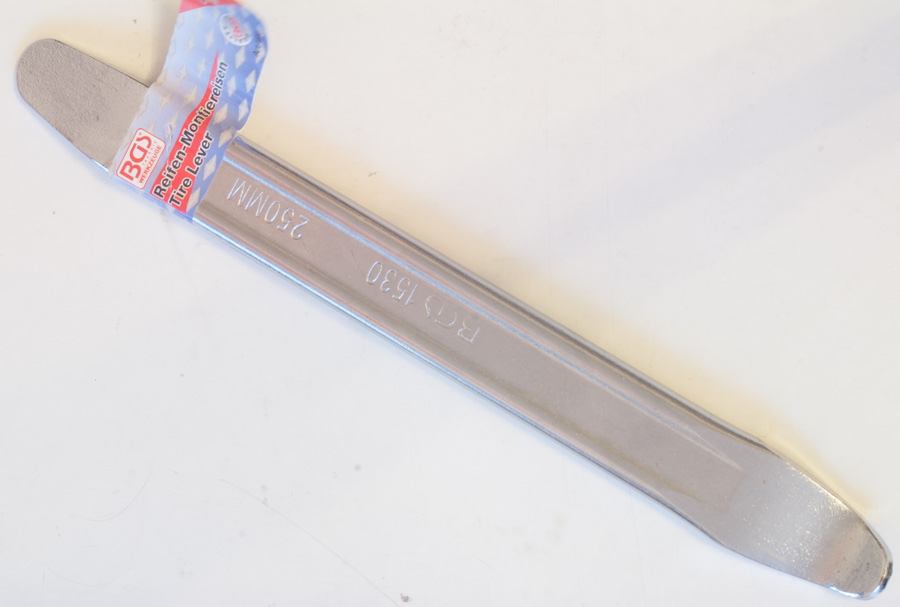 BGS
WERKZEUGE
Reifen-Montiereisen
Tire Lever
BGS 1530
250MM